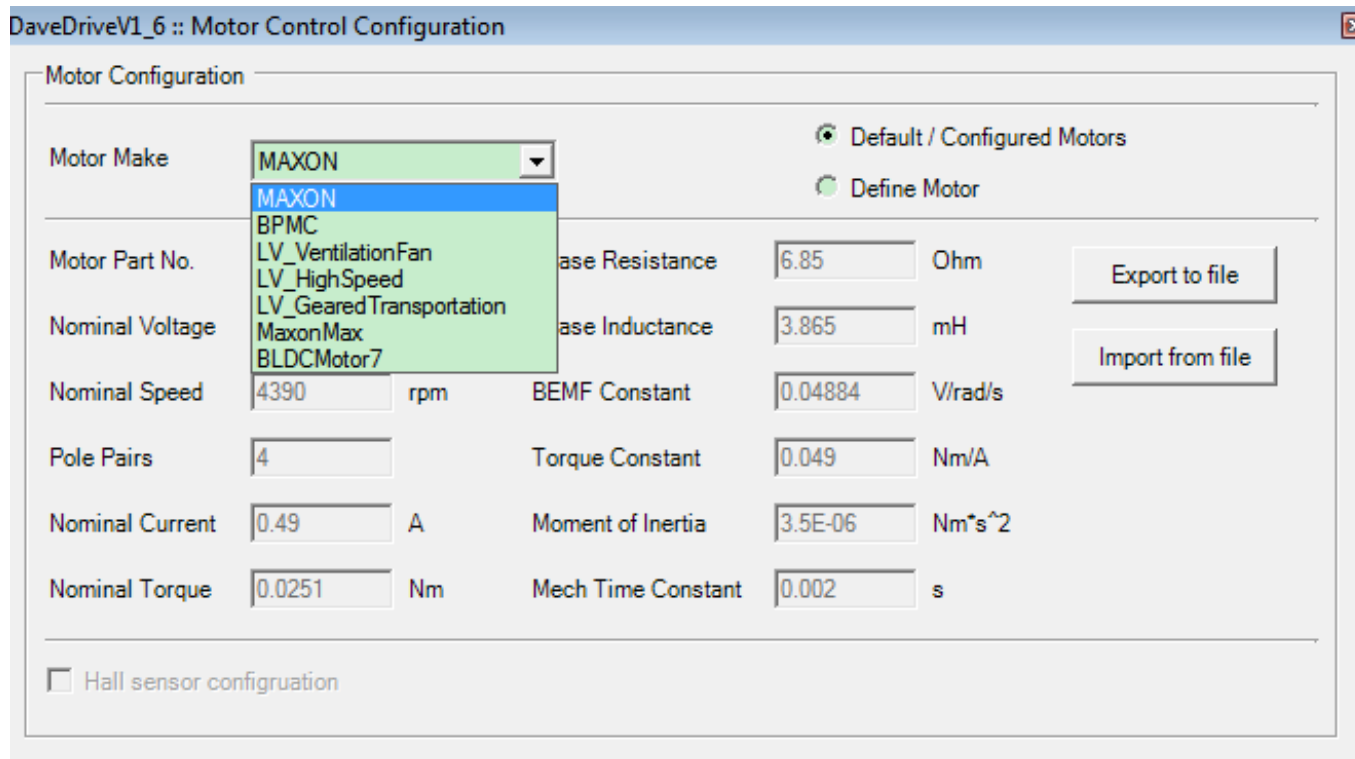 DaveDriveV1_6 :: Motor Control Configuration
Motor Configuration
Motor Make
MAXON
Default / Configured Motors
Define Motor
MAXON
BPMC
LV_VentilationFan
LV_HighSpeed
LV_GearedTransportation
MaxonMax
BLDCMotor7
Motor Part No.
ase Resistance 6.85 Ohm
Export to file
Nominal Voltage
ase Inductance 3.865 mH
Import from file
Nominal Speed 4390 rpm BEMF Constant 0.04884 V/rad/s
Pole Pairs 4 Torque Constant 0.049 Nm/A
Nominal Current 0.49 A Moment of Inertia 3.5E-06 Nm*s^2
Nominal Torque 0.0251 Nm Mech Time Constant 0.002 s
Hall sensor configruation